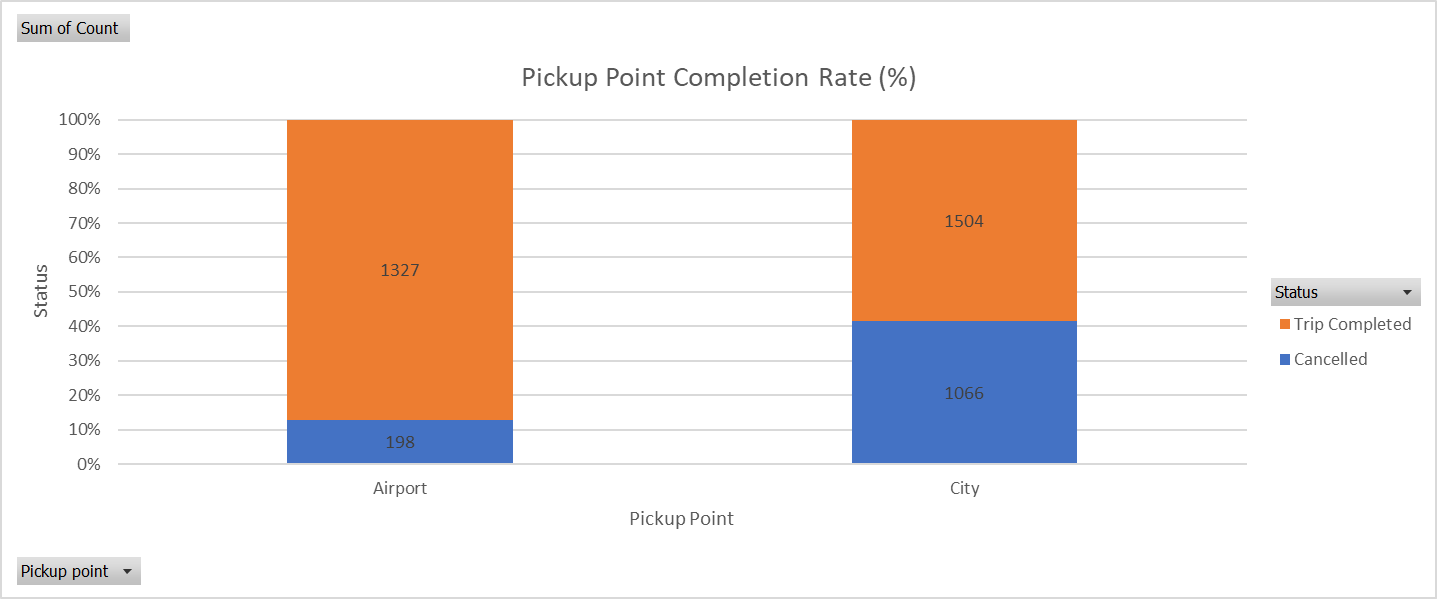 Sum of Count
Pickup Point Completion Rate (%)
100%
90%
80%
70%
60%
50%
40%
30%
20%
10%
0%
Status
1327
198
1504
1066
Airport
City
Pickup Point
Status
Trip Completed
Cancelled
Pickup point